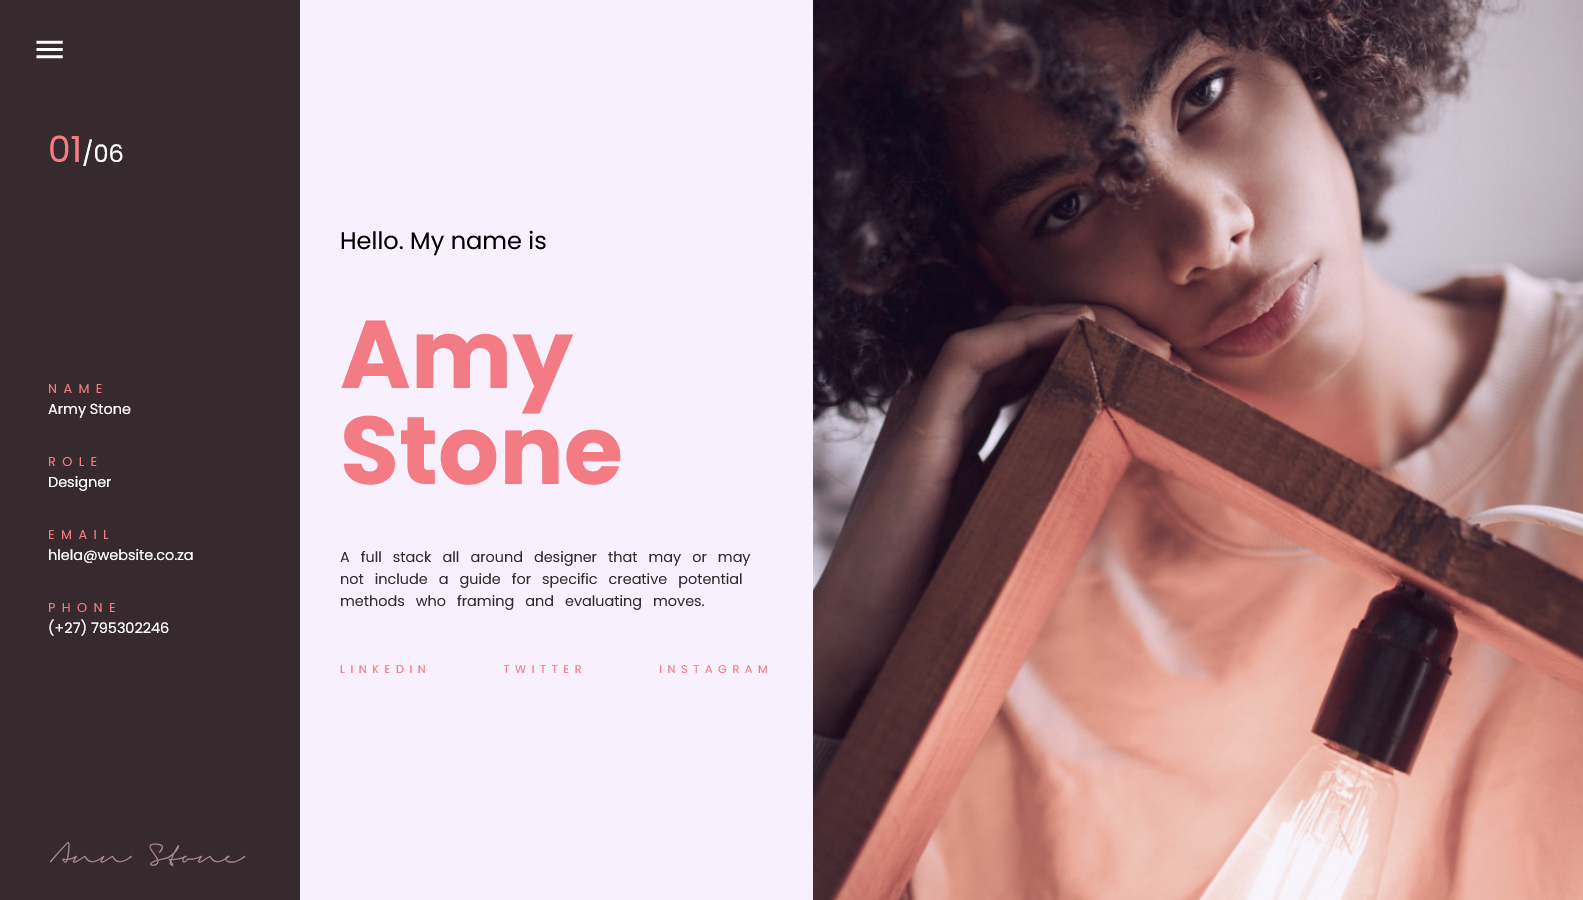 01/06
NAME
Army Stone
ROLE
Designer
EMAIL
hlela@website.co.za
PHONE
(+27) 795302246
Ann Stone
Hello. My name is
Amy
Stone
A full stack all around designer that may or may
not include a guide for specific creative potential
methods who framing and evaluating moves.
LINKEDIN TWITTER INSTAGRAM